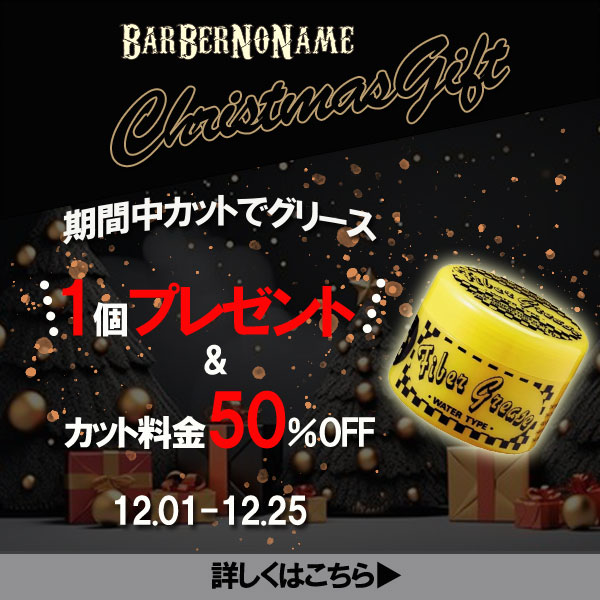 BARBERNONAME
ChristmasGift
期間中カットでグリース
1個プレゼント
&
カット料金50%OFF
12.01-12.25
詳しくはこちら▶
Fiber Grease
- WATER TYPE -